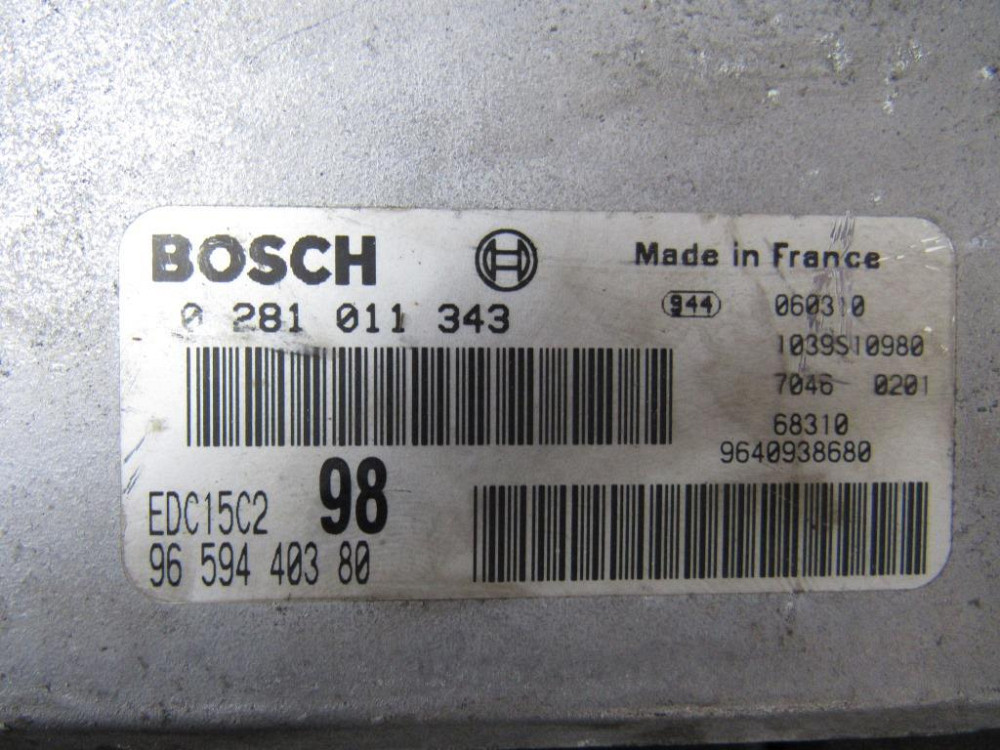 BOSCH
Made in France
0 281 011 343
944 060310
1039S10980
7046 0201
68310
9640938680
EDC15C2 98
96 594 403 80